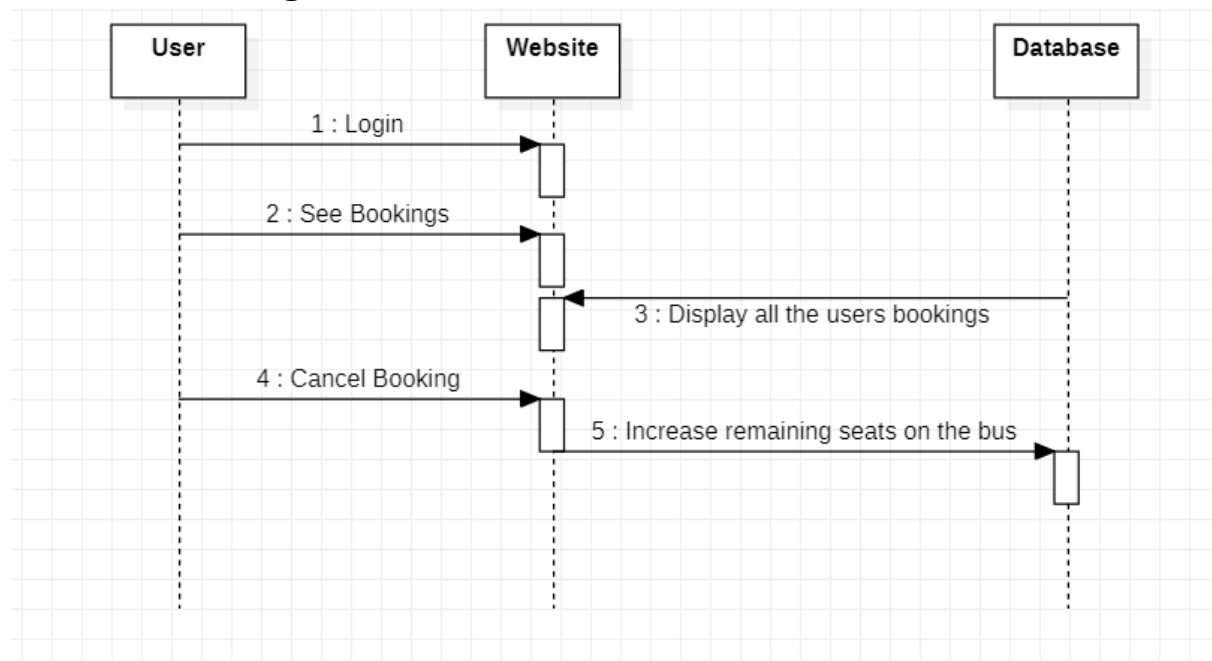 User
Website
Database
1 : Login
2 : See Bookings
3 : Display all the users bookings
4 : Cancel Booking
5 : Increase remaining seats on the bus